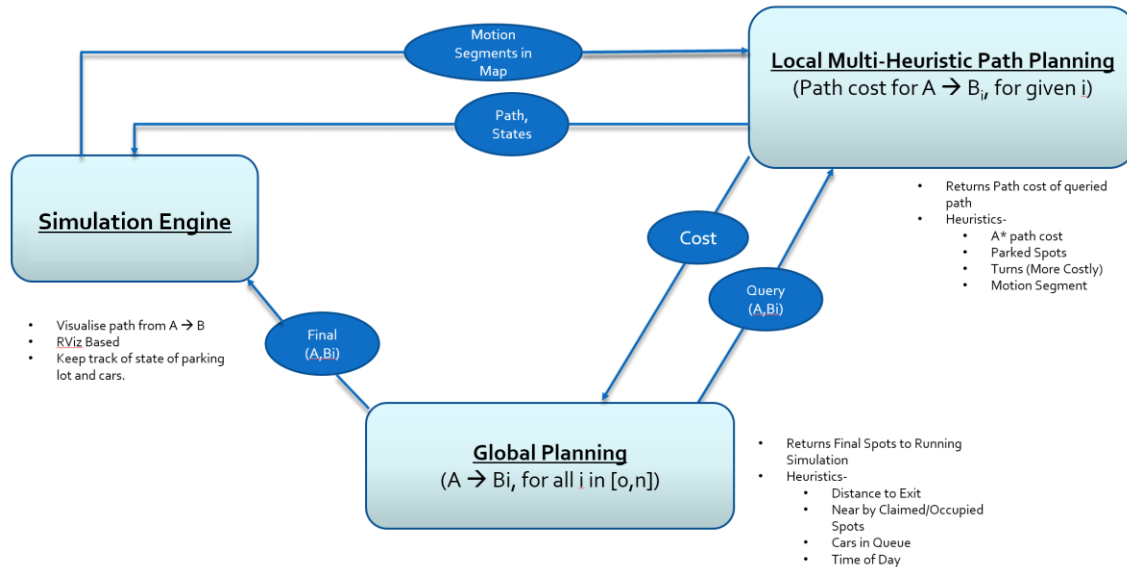 Motion
Segments in
Map
Local Multi-Heuristic Path Planning
(Path cost for A → Bi, for given i)
Path,
States
Simulation Engine
• Returns Path cost of queried
path
• Heuristics-
• A* path cost
• Parked Spots
• Turns (More Costly)
• Motion Segment
Cost
Query
(A,Bi)
• Visualise path from A → B
• RViz Based
• Keep track of state of parking
lot and cars.
Final
(A,Bi)
Global Planning
(A → Bi, for all i in [0,n])
• Returns Final Spots to Running
Simulation
• Heuristics-
• Distance to Exit
• Near by Claimed/Occupied
Spots
• Cars in Queue
• Time of Day